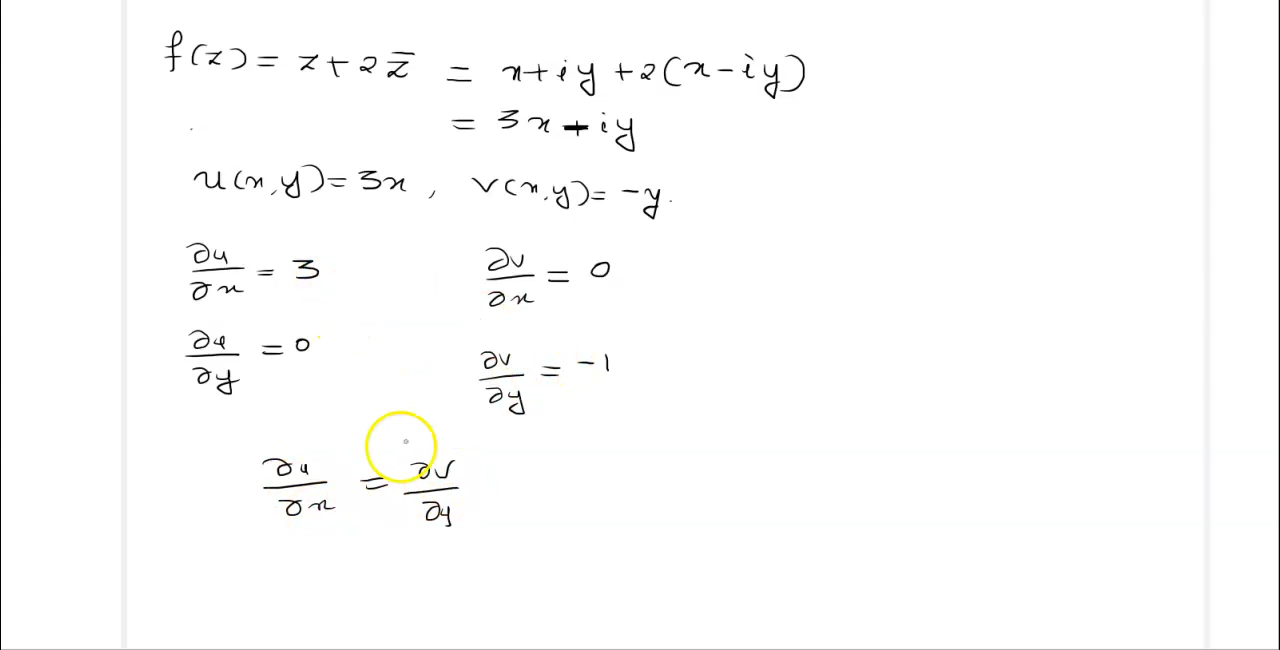 f(z) = z + 2z̅ = x + iy + 2(x - iy)
= 3x - iy
u(x,y) = 3x , v(x,y) = -y.
∂u/∂x = 3 ∂v/∂x = 0
∂u/∂y = 0 ∂v/∂y = -1
∂u/∂x = ∂v/∂y